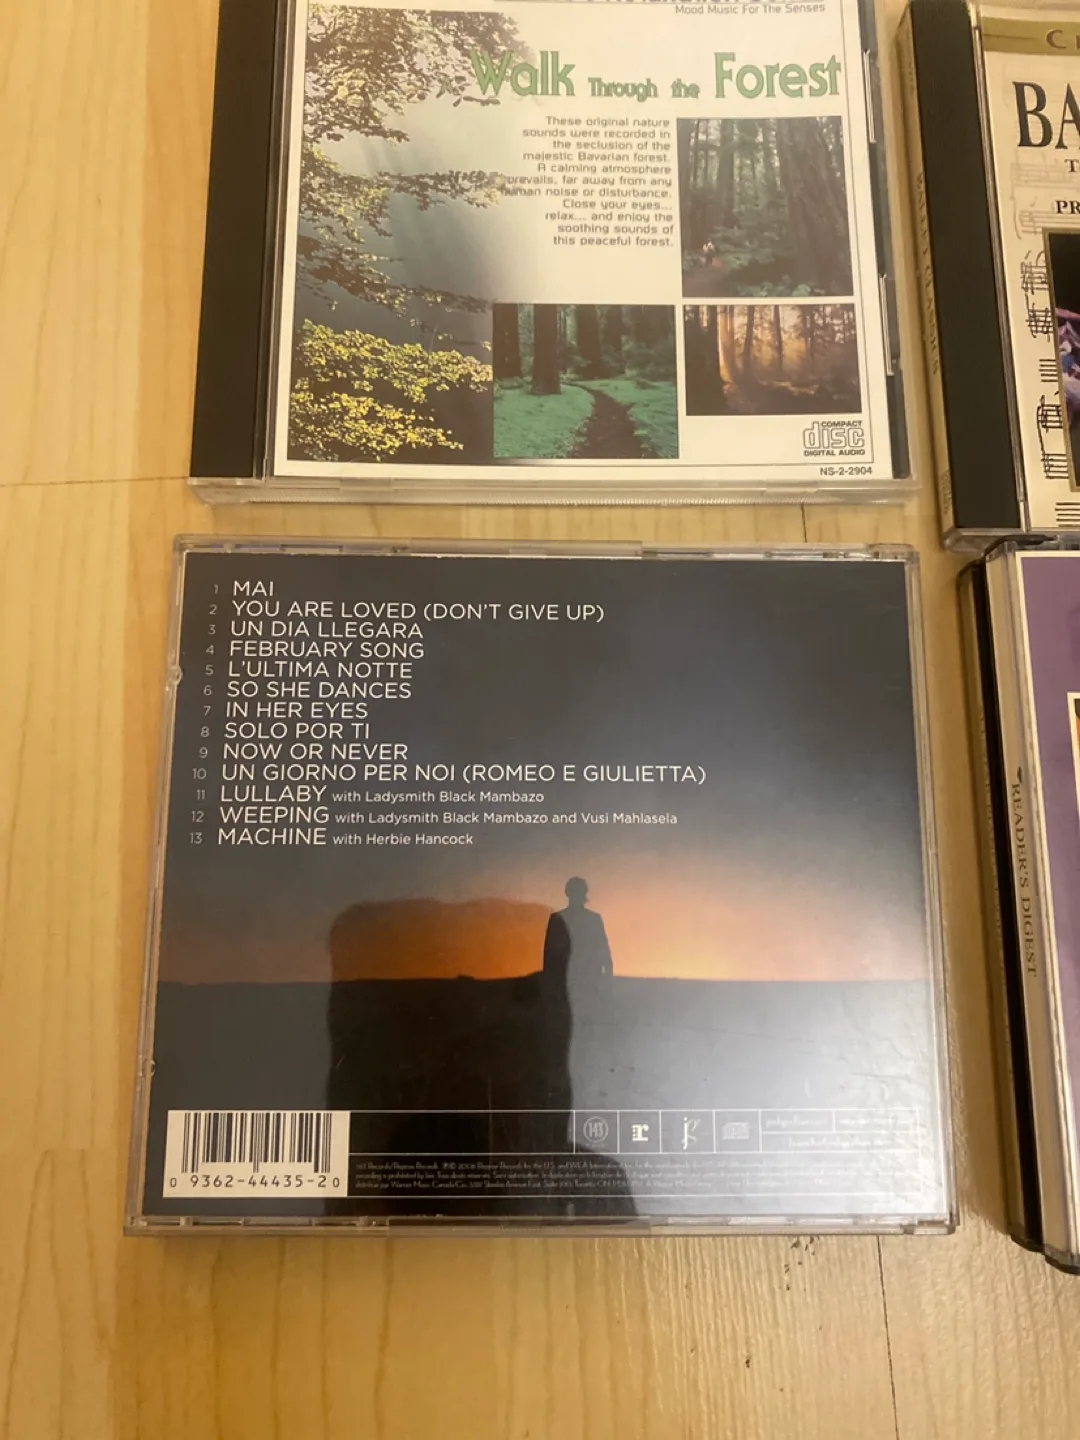 Mood Music For The Senses
Walk Through the Forest
These original nature
sounds were recorded in
the seclusion of the
majestic Bavarian forest.
A calming atmosphere
prevails, far away from any
human noise or disturbance.
Close your eyes...
relax... and enjoy the
soothing sounds of
this peaceful forest.
COMPACT
disc
DIGITAL AUDIO
NS-2-2904
BA
PR
READER'S DIGEST
1 MAI
2 YOU ARE LOVED (DON'T GIVE UP)
3 UN DIA LLEGARA
4 FEBRUARY SONG
5 L'ULTIMA NOTTE
6 SO SHE DANCES
7 IN HER EYES
8 SOLO POR TI
9 NOW OR NEVER
10 UN GIORNO PER NOI (ROMEO E GIULIETTA)
11 LULLABY with Ladysmith Black Mambazo
12 WEEPING with Ladysmith Black Mambazo and Vusi Mahlasela
13 MACHINE with Herbie Hancock
143
r
jg
0 9362-44435-2 0